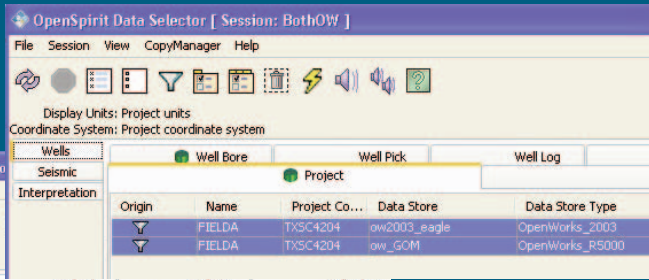 OpenSpirit Data Selector [ Session: BothOW ]
File Session View CopyManager Help
Display Units: Project units
Coordinate System: Project coordinate system
Wells
Seismic
Interpretation
Well Bore Well Pick Well Log
Project
Origin Name Project Co... Data Store Data Store Type
FIELDA TXSC4204 ow2003_eagle OpenWorks_2003
FIELDA TXSC4204 ow_GOM OpenWorks_R5000